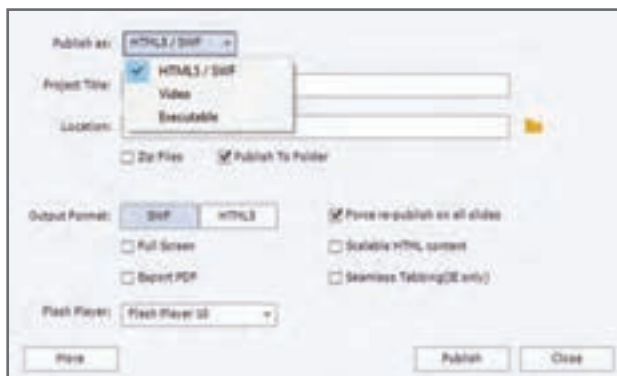 Publish as: HTML5 / SWF
HTML5 / SWF
Project Title:
Video
Executable
Location:
Zip Files Publish To Folder
Output Format: SWF HTML5 Force re-publish on all slides
Full Screen Scalable HTML content
Export PDF Seamless Tabbing(IE only)
Flash Player: Flash Player 10
More Publish Close